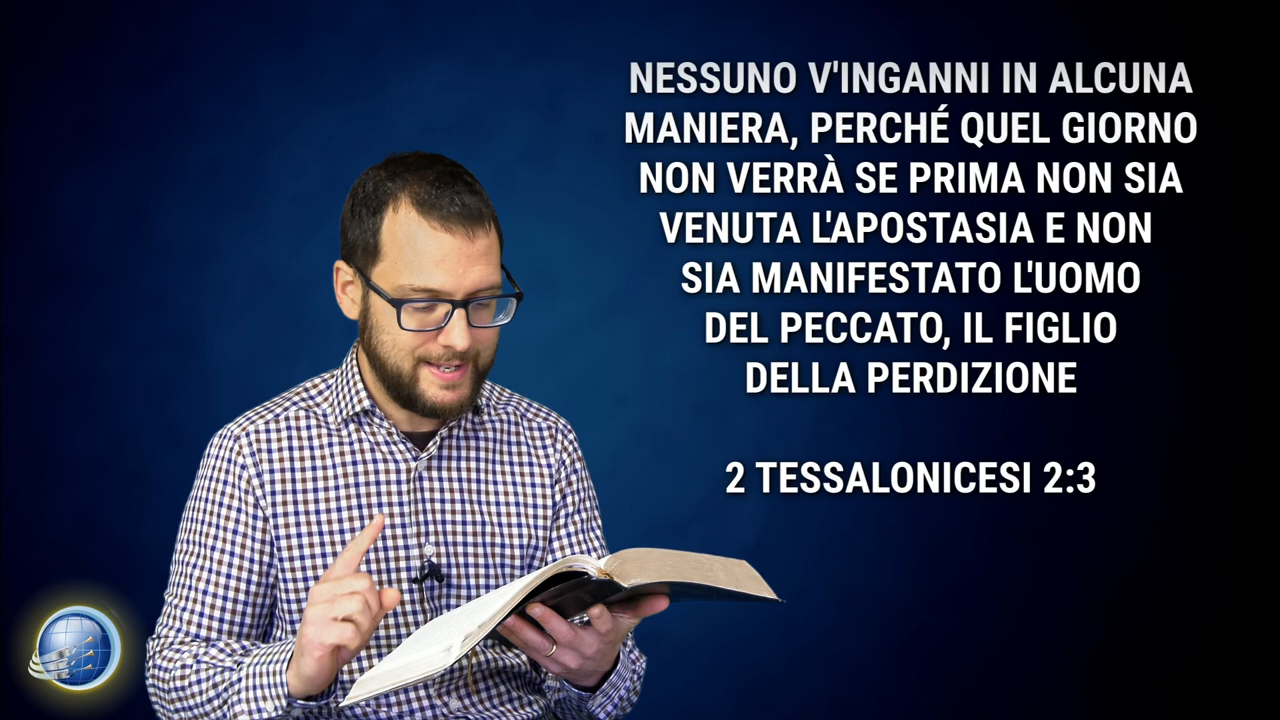 NESSUNO V'INGANNI IN ALCUNA
MANIERA, PERCHÉ QUEL GIORNO
NON VERRÀ SE PRIMA NON SIA
VENUTA L'APOSTASIA E NON
SIA MANIFESTATO L'UOMO
DEL PECCATO, IL FIGLIO
DELLA PERDIZIONE
2 TESSALONICESI 2:3